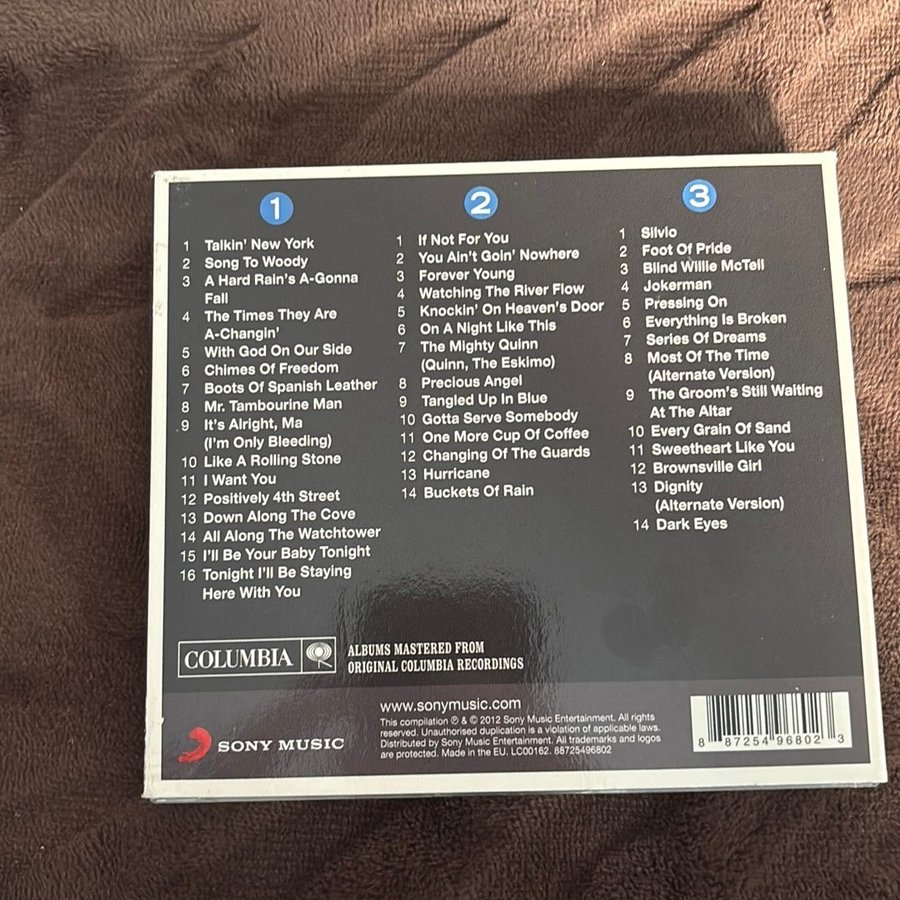 1
1 Talkin' New York
2 Song To Woody
3 A Hard Rain's A-Gonna
Fall
4 The Times They Are
A-Changin'
5 With God On Our Side
6 Chimes Of Freedom
7 Boots Of Spanish Leather
8 Mr. Tambourine Man
9 It's Alright, Ma
(I'm Only Bleeding)
10 Like A Rolling Stone
11 I Want You
12 Positively 4th Street
13 Down Along The Cove
14 All Along The Watchtower
15 I'll Be Your Baby Tonight
16 Tonight I'll Be Staying
Here With You
2
1 If Not For You
2 You Ain't Goin' Nowhere
3 Forever Young
4 Watching The River Flow
5 Knockin' On Heaven's Door
6 On A Night Like This
7 The Mighty Quinn
(Quinn, The Eskimo)
8 Precious Angel
9 Tangled Up In Blue
10 Gotta Serve Somebody
11 One More Cup Of Coffee
12 Changing Of The Guards
13 Hurricane
14 Buckets Of Rain
3
1 Silvio
2 Foot Of Pride
3 Blind Willie McTell
4 Jokerman
5 Pressing On
6 Everything Is Broken
7 Series Of Dreams
8 Most Of The Time
(Alternate Version)
9 The Groom's Still Waiting
At The Altar
10 Every Grain Of Sand
11 Sweetheart Like You
12 Brownsville Girl
13 Dignity
(Alternate Version)
14 Dark Eyes
COLUMBIA
ALBUMS MASTERED FROM
ORIGINAL COLUMBIA RECORDINGS
SONY MUSIC
www.sonymusic.com
This compilation ℗ & © 2012 Sony Music Entertainment. All rights
reserved. Unauthorised duplication is a violation of applicable laws.
Distributed by Sony Music Entertainment. All trademarks and logos
are protected. Made in the EU. LC00162. 88725496802
8 87254 96802 3